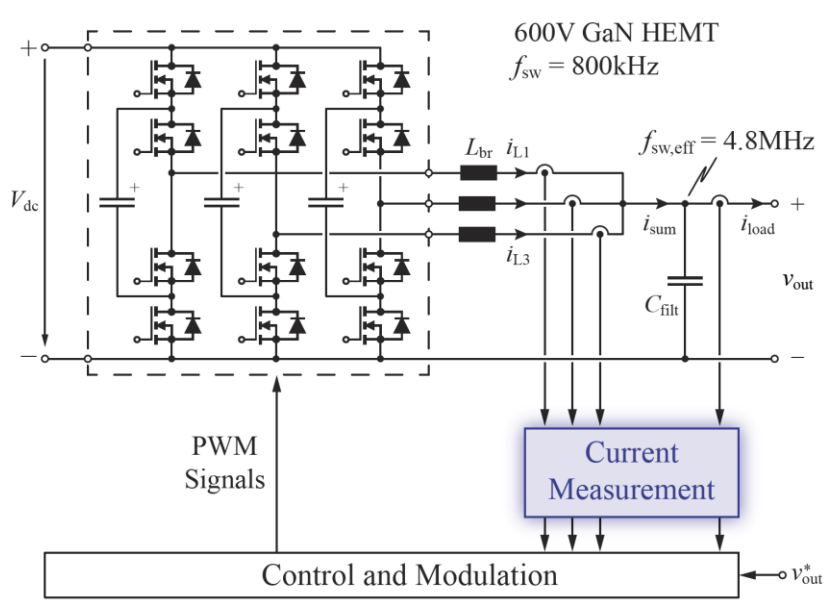 600V GaN HEMT
f_sw = 800kHz
+
f_sw,eff = 4.8MHz
L_br i_L1
+ + +
V_dc
+
i_sum i_load
i_L3
v_out
C_filt
−
−
PWM
Signals
Current
Measurement
Control and Modulation
v*_out